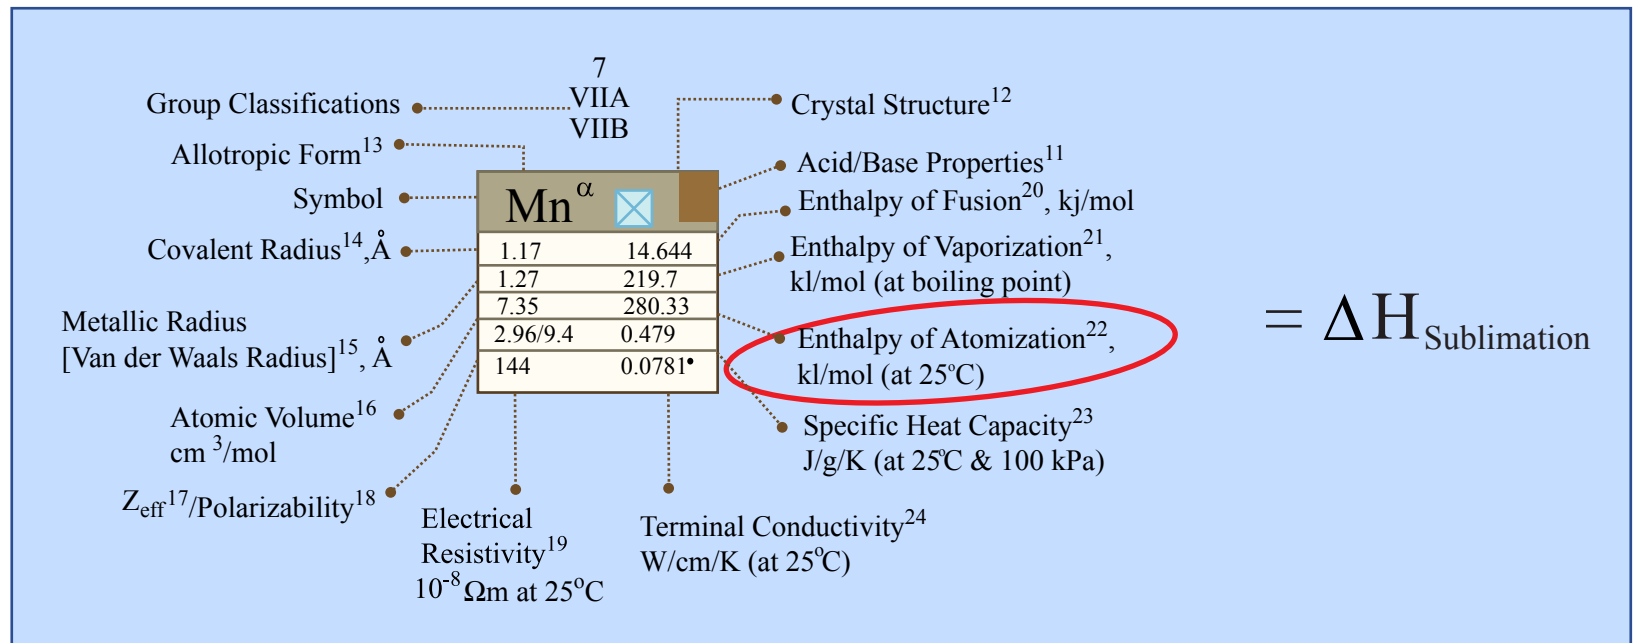 7
VIIA
VIIB
Group Classifications
Crystal Structure12
Allotropic Form13
Acid/Base Properties11
Symbol
Mn α
Enthalpy of Fusion20, kj/mol
Covalent Radius14,Å
1.17 14.644
Enthalpy of Vaporization21,
kl/mol (at boiling point)
1.27 219.7
7.35 280.33
Metallic Radius
[Van der Waals Radius]15, Å
2.96/9.4 0.479
Enthalpy of Atomization22,
kl/mol (at 25°C)
= ΔHSublimation
144 0.0781•
Atomic Volume16
cm 3/mol
Specific Heat Capacity23
J/g/K (at 25°C & 100 kPa)
Zeff17/Polarizability18
Electrical
Resistivity19
10-8 Ωm at 25°C
Terminal Conductivity24
W/cm/K (at 25°C)